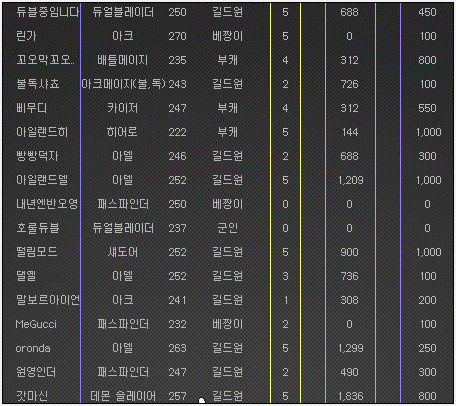 듀블중입니다 듀얼블레이더 250 길드원 5 688 450
린가 아크 270 베짱이 5 0 100
꼬오막꼬오.. 배틀메이지 235 부캐 4 312 800
불독사쵸 아크메이지(불,독) 243 길드원 2 726 100
삐무디 카이저 247 부캐 4 312 550
아일랜드히 히어로 222 부캐 5 144 1,000
빵빵덕자 아델 246 길드원 2 688 300
아일랜드델 아델 252 길드원 5 1,209 1,000
내년엔반오영 패스파인더 250 베짱이 0 0 0
호롤듀블 듀얼블레이더 237 군인 0 0 0
떨림모드 섀도어 252 길드원 5 900 1,000
댈옐 아델 252 길드원 3 736 100
말보르아이언 아크 241 길드원 1 308 200
MeGucci 패스파인더 232 베짱이 2 0 100
oronda 아델 263 길드원 5 1,299 250
원영인더 패스파인더 247 길드원 2 490 300
갓마신 데몬 슬레이어 257 길드원 5 1,836 800